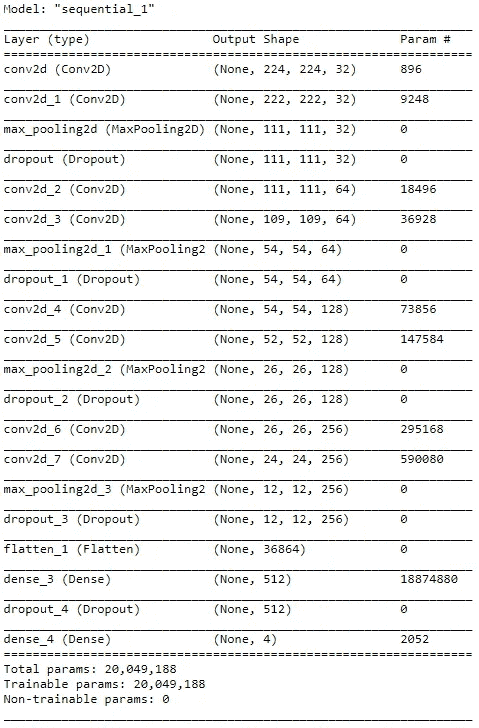 Model: "sequential_1"
Layer (type) Output Shape Param #
conv2d (Conv2D) (None, 224, 224, 32) 896
conv2d_1 (Conv2D) (None, 222, 222, 32) 9248
max_pooling2d (MaxPooling2D) (None, 111, 111, 32) 0
dropout (Dropout) (None, 111, 111, 32) 0
conv2d_2 (Conv2D) (None, 111, 111, 64) 18496
conv2d_3 (Conv2D) (None, 109, 109, 64) 36928
max_pooling2d_1 (MaxPooling2 (None, 54, 54, 64) 0
dropout_1 (Dropout) (None, 54, 54, 64) 0
conv2d_4 (Conv2D) (None, 54, 54, 128) 73856
conv2d_5 (Conv2D) (None, 52, 52, 128) 147584
max_pooling2d_2 (MaxPooling2 (None, 26, 26, 128) 0
dropout_2 (Dropout) (None, 26, 26, 128) 0
conv2d_6 (Conv2D) (None, 26, 26, 256) 295168
conv2d_7 (Conv2D) (None, 24, 24, 256) 590080
max_pooling2d_3 (MaxPooling2 (None, 12, 12, 256) 0
dropout_3 (Dropout) (None, 12, 12, 256) 0
flatten_1 (Flatten) (None, 36864) 0
dense_3 (Dense) (None, 512) 18874880
dropout_4 (Dropout) (None, 512) 0
dense_4 (Dense) (None, 4) 2052
Total params: 20,049,188
Trainable params: 20,049,188
Non-trainable params: 0